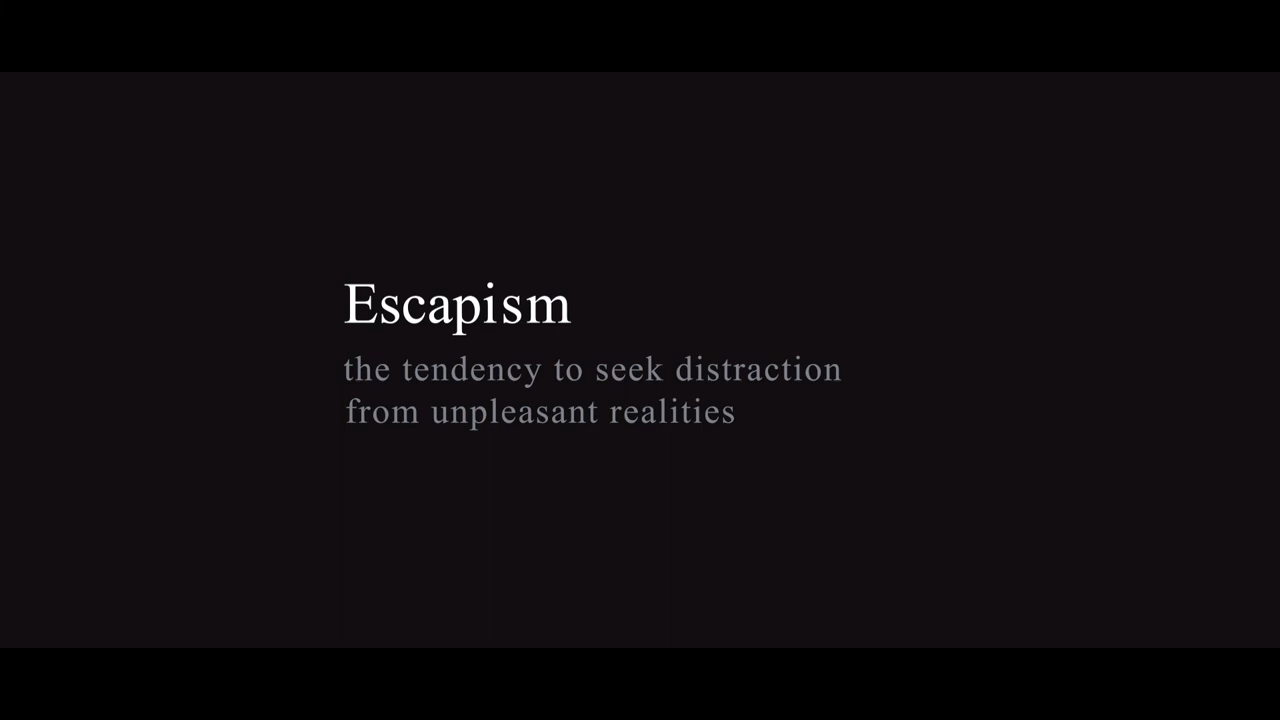 Escapism
the tendency to seek distraction
from unpleasant realities